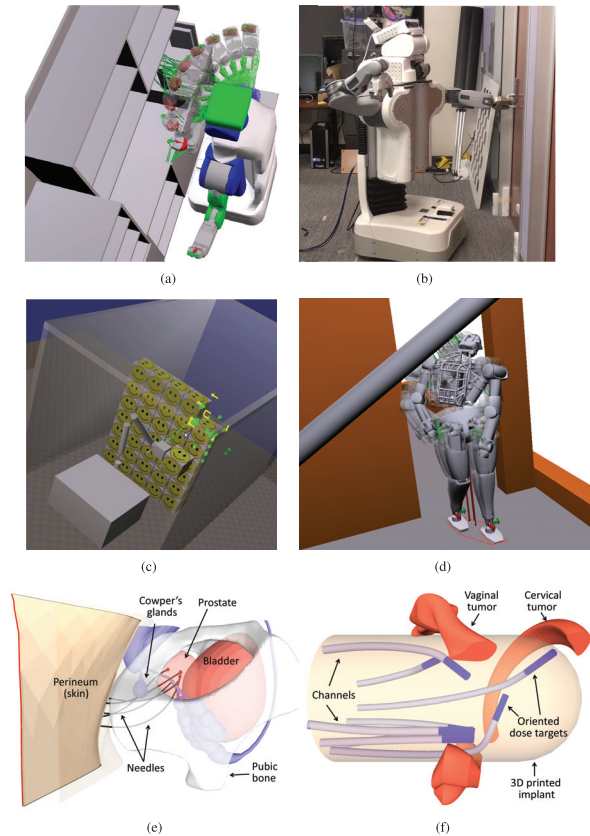 (a)
(b)
(c)
(d)
Cowper's
glands
Prostate
Bladder
Perineum
(skin)
Needles
Pubic
bone
Vaginal
tumor
Cervical
tumor
Channels
Oriented
dose targets
3D printed
implant
(e)
(f)